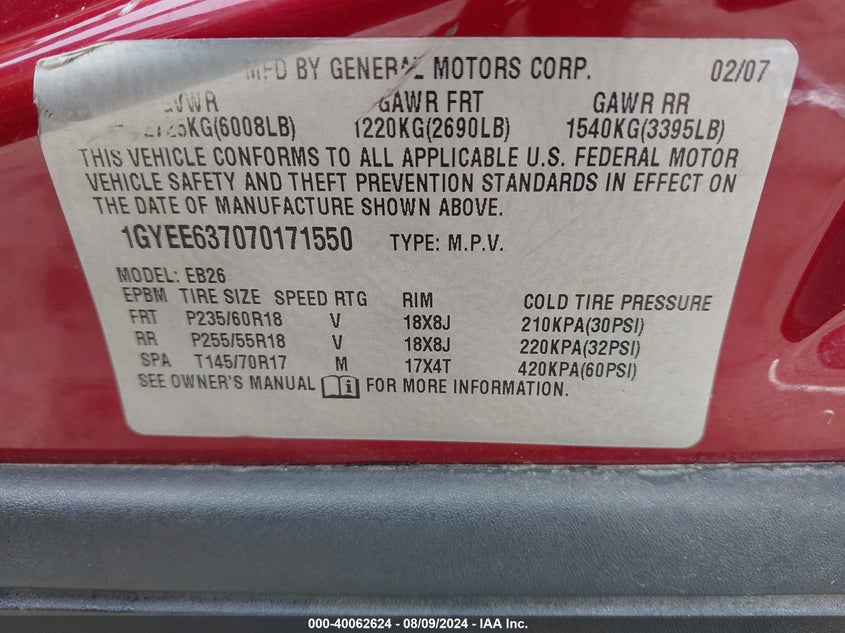 MFD BY GENERAL MOTORS CORP. 02/07
GVWR GAWR FRT GAWR RR
2725KG(6008LB) 1220KG(2690LB) 1540KG(3395LB)
THIS VEHICLE CONFORMS TO ALL APPLICABLE U.S. FEDERAL MOTOR
VEHICLE SAFETY AND THEFT PREVENTION STANDARDS IN EFFECT ON
THE DATE OF MANUFACTURE SHOWN ABOVE.
1GYEE637070171550 TYPE: M.P.V.
MODEL: EB26
EPBM TIRE SIZE SPEED RTG RIM COLD TIRE PRESSURE
FRT P235/60R18 V 18X8J 210KPA(30PSI)
RR P255/55R18 V 18X8J 220KPA(32PSI)
SPA T145/70R17 M 17X4T 420KPA(60PSI)
SEE OWNER'S MANUAL FOR MORE INFORMATION.
000-40062624 - 08/09/2024 - IAA Inc.